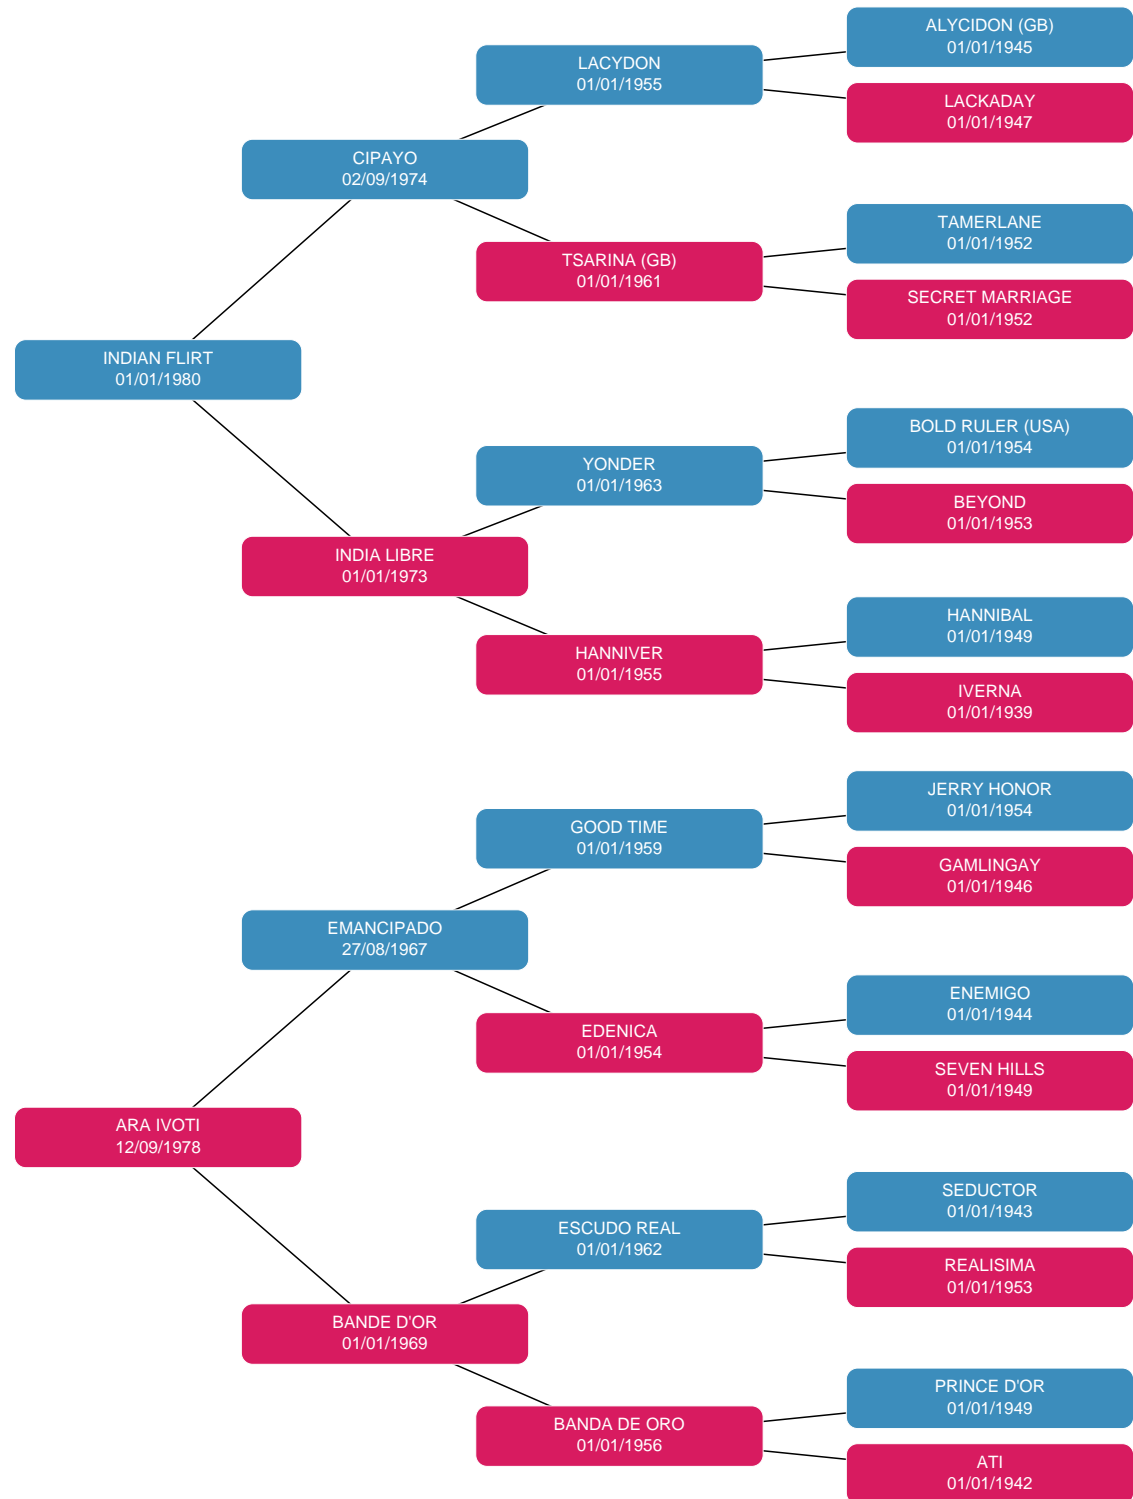 ALYCIDON (GB)
01/01/1945
LACYDON
01/01/1955
LACKADAY
01/01/1947
CIPAYO
02/09/1974
TAMERLANE
01/01/1952
TSARINA (GB)
01/01/1961
SECRET MARRIAGE
01/01/1952
INDIAN FLIRT
01/01/1980
BOLD RULER (USA)
01/01/1954
YONDER
01/01/1963
BEYOND
01/01/1953
INDIA LIBRE
01/01/1973
HANNIBAL
01/01/1949
HANNIVER
01/01/1955
IVERNA
01/01/1939
JERRY HONOR
01/01/1954
GOOD TIME
01/01/1959
GAMLINGAY
01/01/1946
EMANCIPADO
27/08/1967
ENEMIGO
01/01/1944
EDENICA
01/01/1954
SEVEN HILLS
01/01/1949
ARA IVOTI
12/09/1978
SEDUCTOR
01/01/1943
ESCUDO REAL
01/01/1962
REALISIMA
01/01/1953
BANDE D'OR
01/01/1969
PRINCE D'OR
01/01/1949
BANDA DE ORO
01/01/1956
ATI
01/01/1942